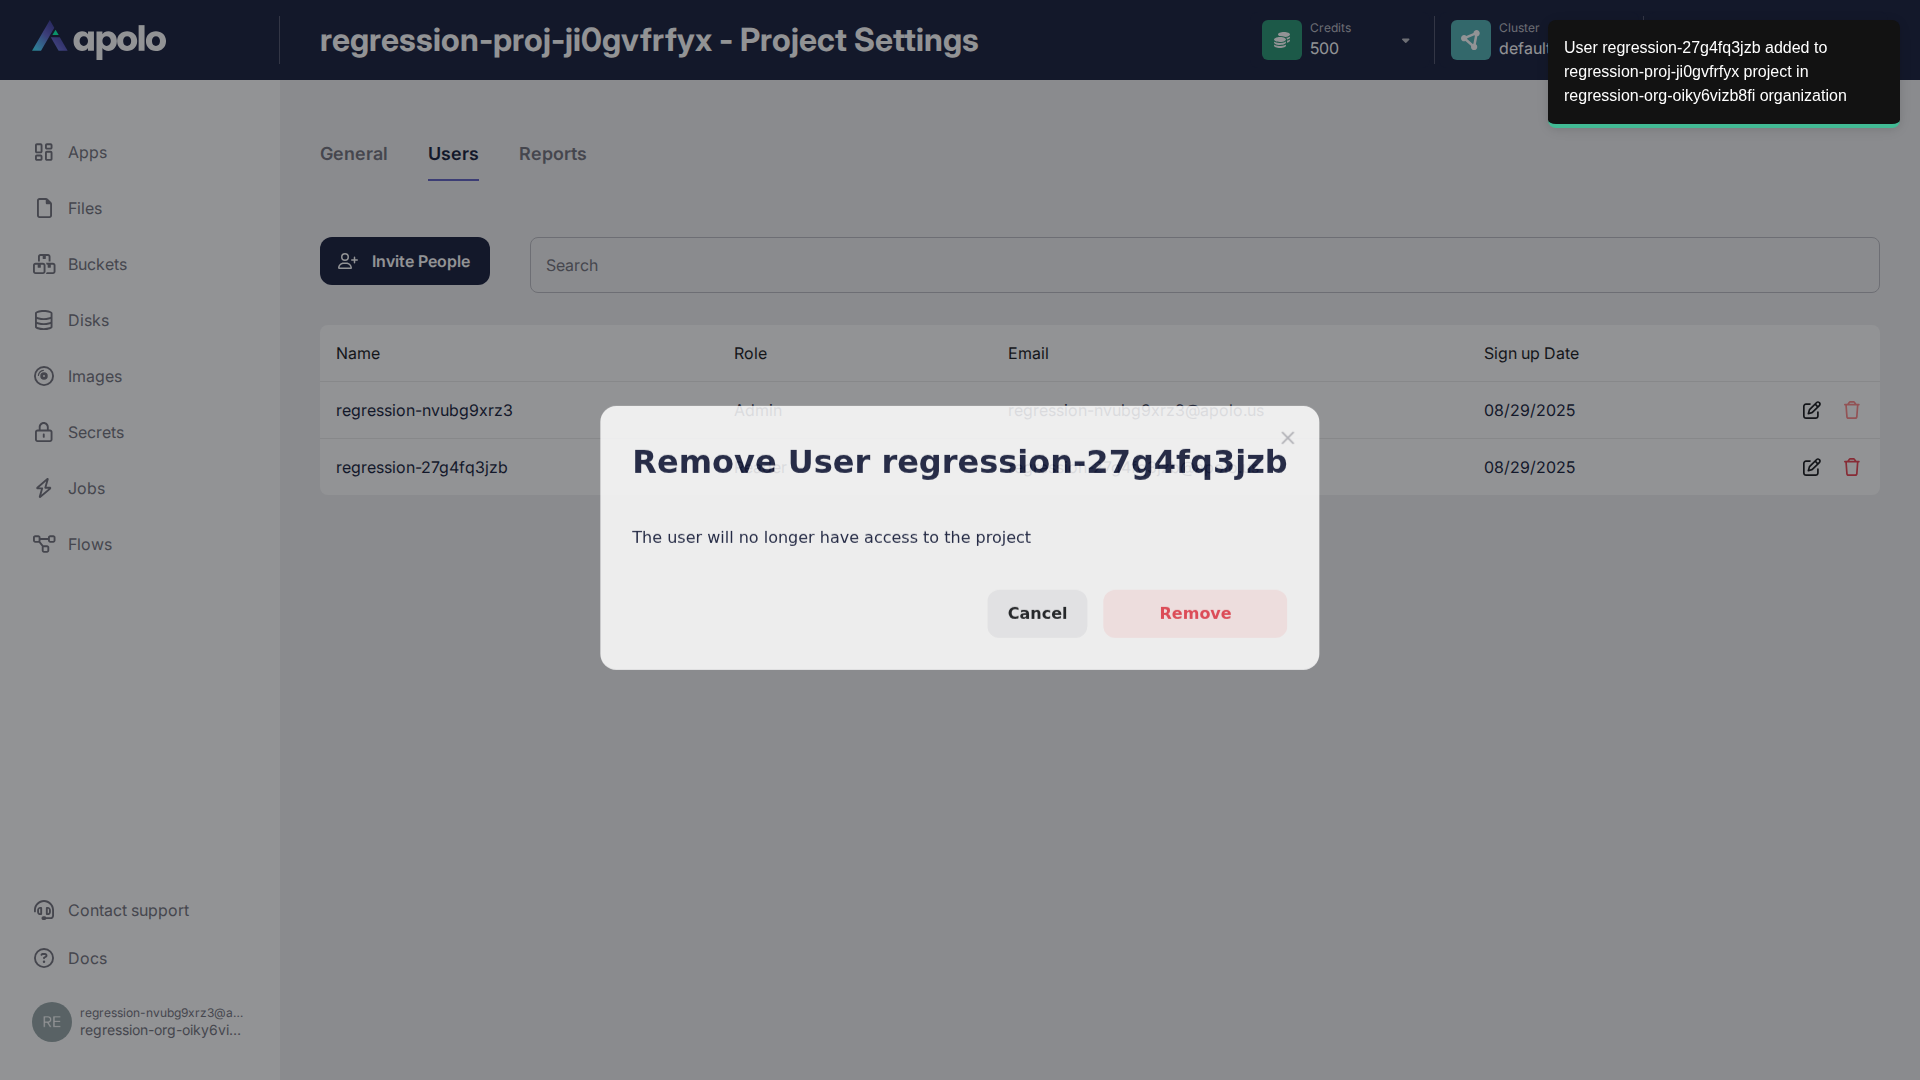 apolo
regression-proj-ji0gvfrfyx - Project Settings
Credits
500
Cluster
default
User regression-27g4fq3jzb added to
regression-proj-ji0gvfrfyx project in
regression-org-oiky6vizb8fi organization
Apps
Files
Buckets
Disks
Images
Secrets
Jobs
Flows
General Users Reports
Invite People
Search
Name Role Email Sign up Date
regression-nvubg9xrz3 Admin regression-nvubg9xrz3@apolo.us 08/29/2025
regression-27g4fq3jzb 08/29/2025
Remove User regression-27g4fq3jzb
The user will no longer have access to the project
Cancel Remove
Contact support
Docs
RE
regression-nvubg9xrz3@a...
regression-org-oiky6vi...